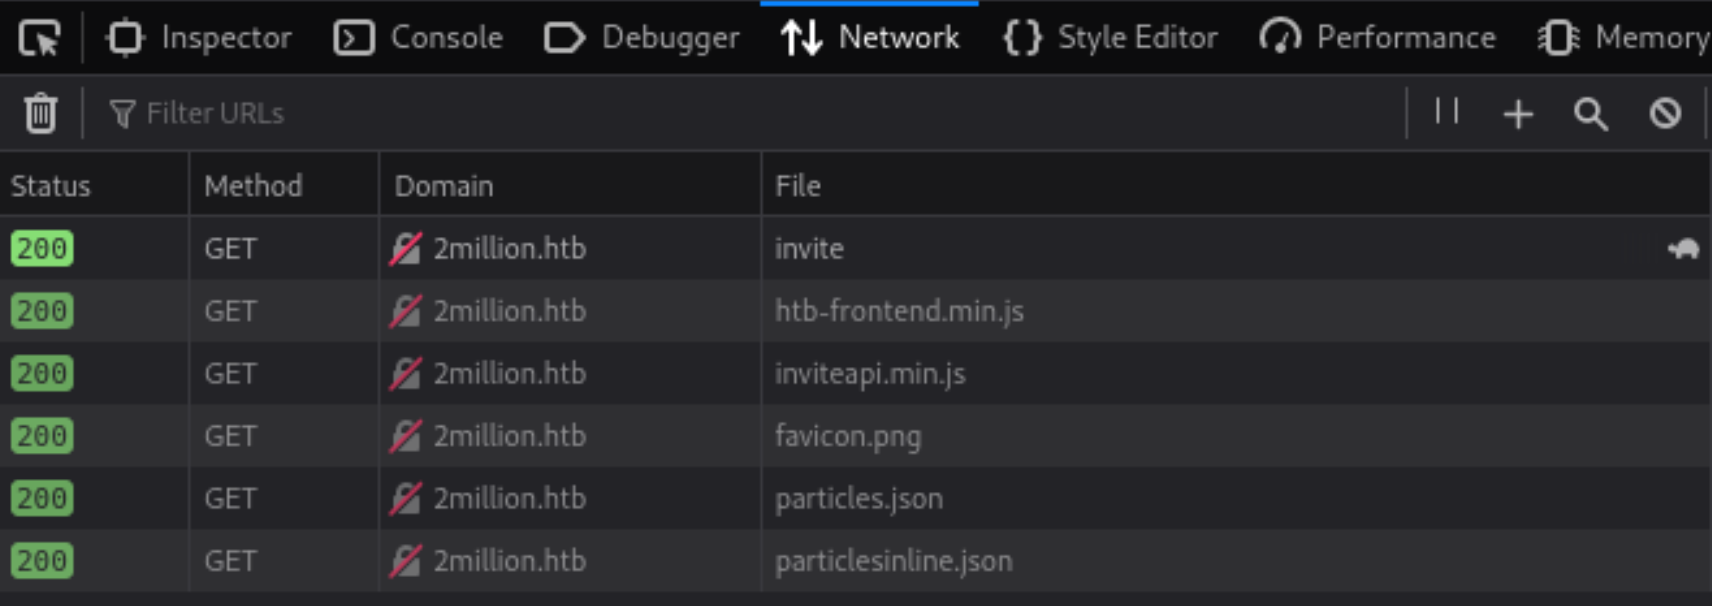 Inspector Console Debugger Network Style Editor Performance Memory
Filter URLs
Status Method Domain File
200 GET 2million.htb invite
200 GET 2million.htb htb-frontend.min.js
200 GET 2million.htb inviteapi.min.js
200 GET 2million.htb favicon.png
200 GET 2million.htb particles.json
200 GET 2million.htb particlesinline.json